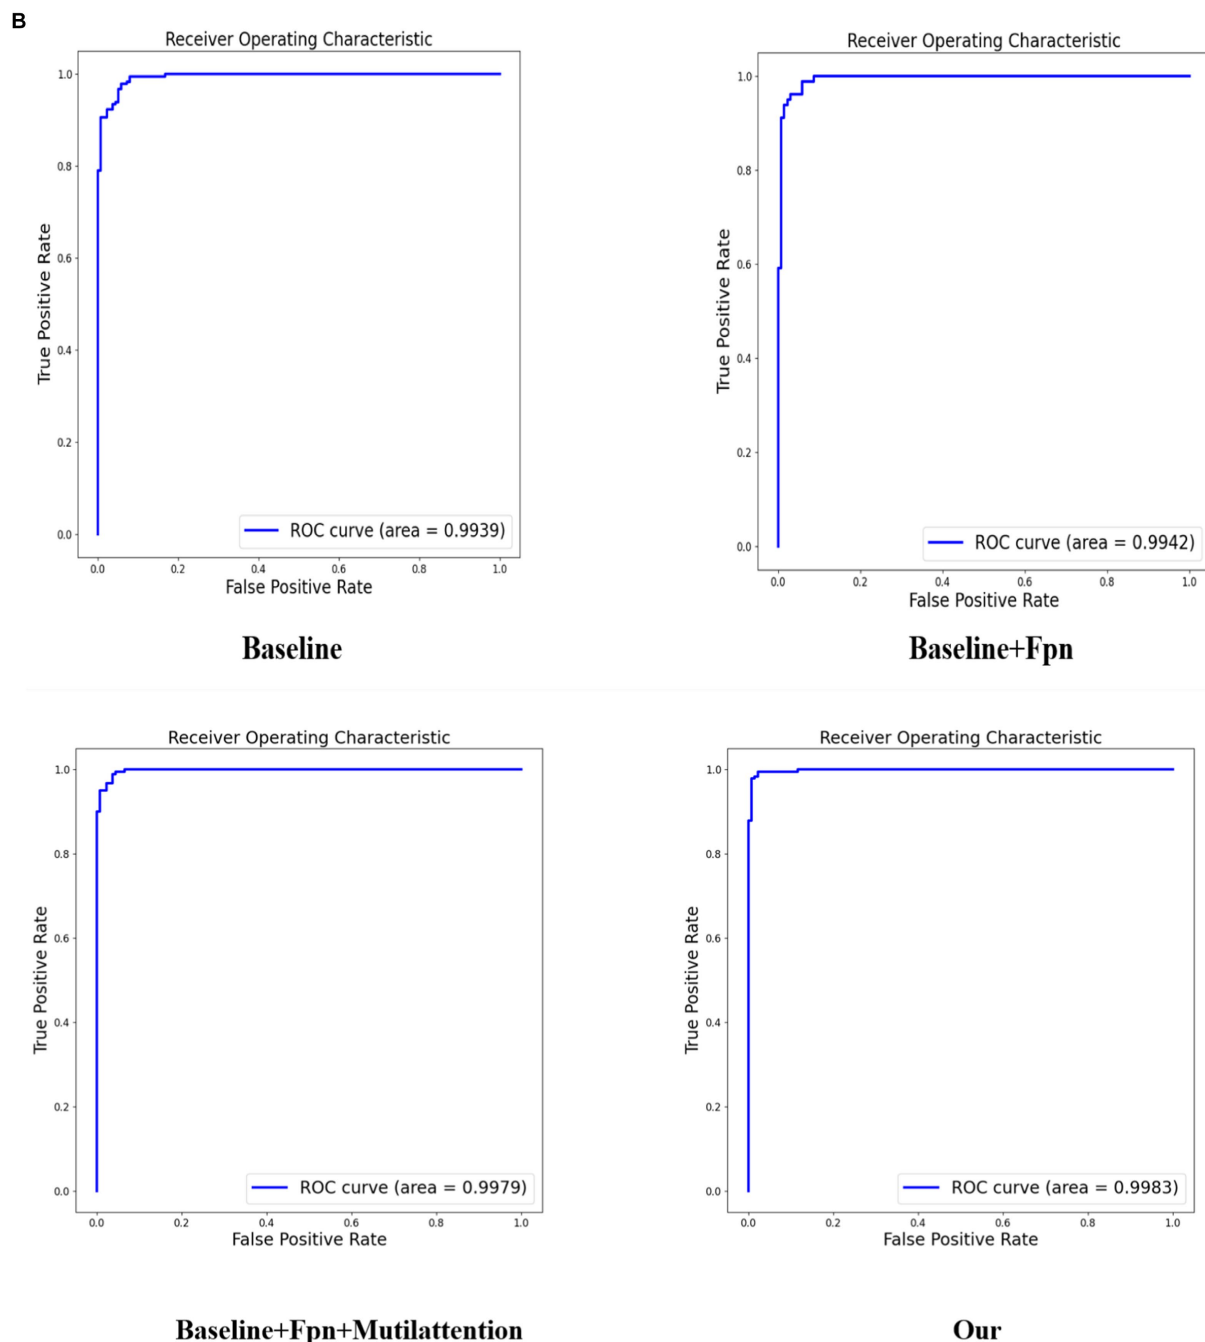 B
Receiver Operating Characteristic
1.0
0.8
0.6
0.4
0.2
0.0
True Positive Rate
ROC curve (area = 0.9939)
0.0 0.2 0.4 0.6 0.8 1.0
False Positive Rate
Baseline
Receiver Operating Characteristic
1.0
0.8
0.6
0.4
0.2
0.0
True Positive Rate
ROC curve (area = 0.9942)
0.0 0.2 0.4 0.6 0.8 1.0
False Positive Rate
Baseline+Fpn
Receiver Operating Characteristic
1.0
0.8
0.6
0.4
0.2
0.0
True Positive Rate
ROC curve (area = 0.9979)
0.0 0.2 0.4 0.6 0.8 1.0
False Positive Rate
Baseline+Fpn+Mutilattention
Receiver Operating Characteristic
1.0
0.8
0.6
0.4
0.2
0.0
True Positive Rate
ROC curve (area = 0.9983)
0.0 0.2 0.4 0.6 0.8 1.0
False Positive Rate
Our